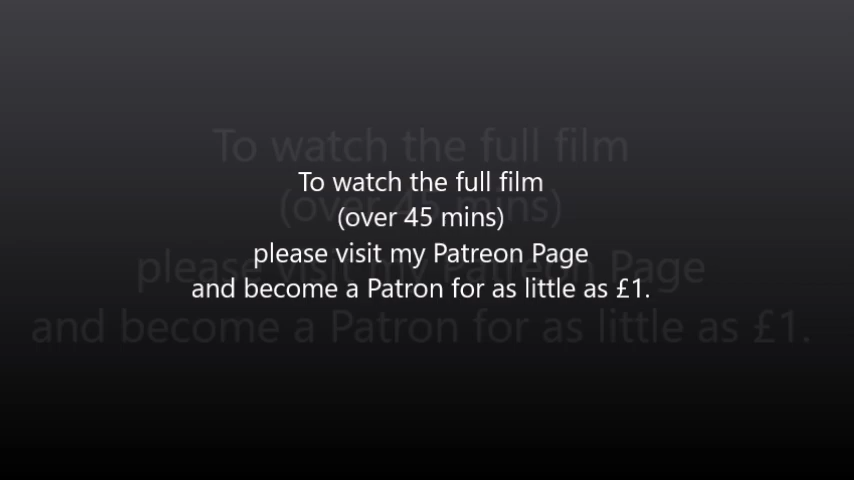 To watch the full film
(over 45 mins)
please visit my Patreon Page
and become a Patron for as little as £1.